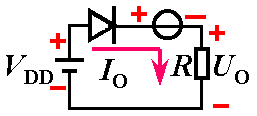 + −
+ +
V_DD I_O R U_O
− −